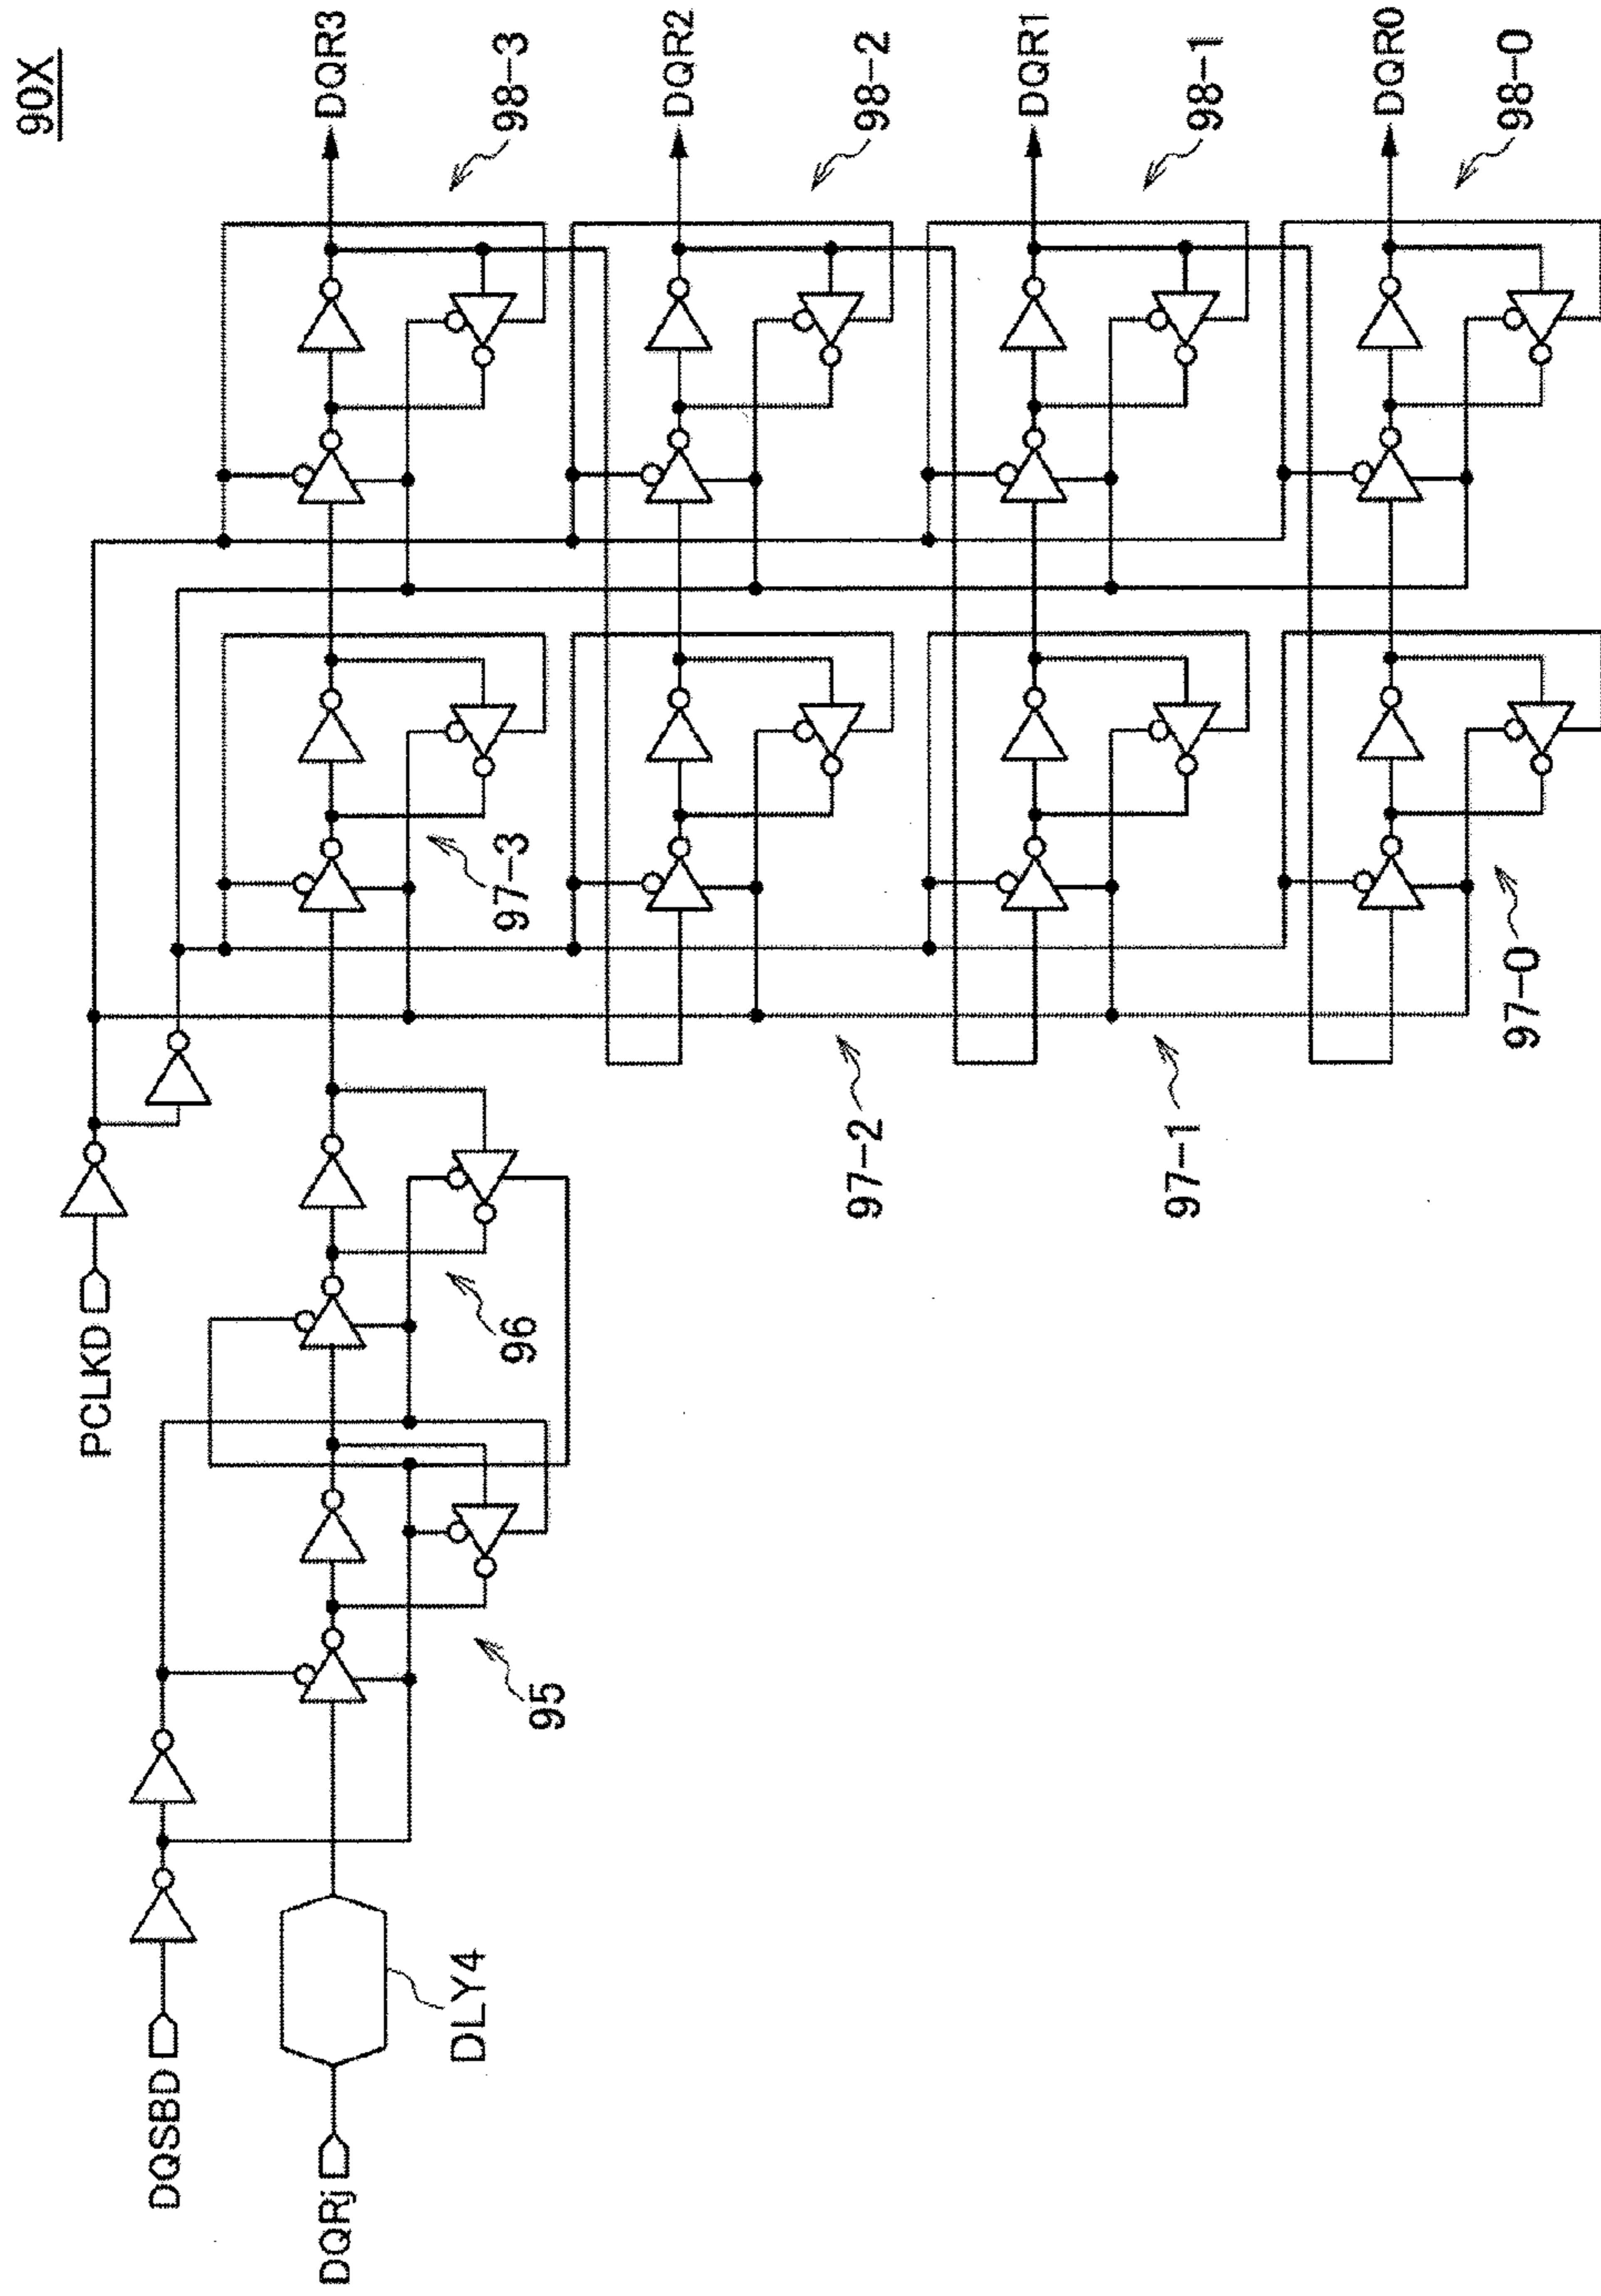 90X
DQR3
98-3
DQR2
98-2
DQR1
98-1
DQR0
98-0
97-3
97-2
97-1
97-0
PCLKD
96
95
DQSBD
DQRj
DLY4